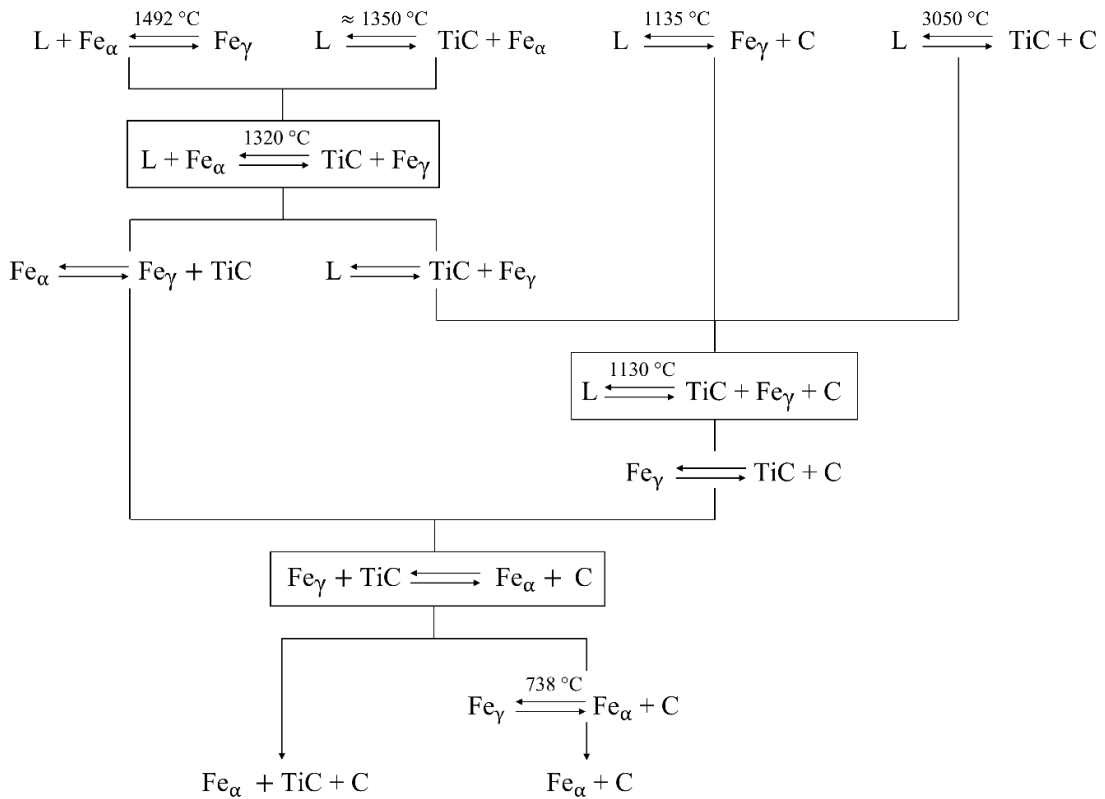 1492 °C
L + Feα ⇌ Feγ
≈ 1350 °C
L ⇌ TiC + Feα
1135 °C
L ⇌ Feγ + C
3050 °C
L ⇌ TiC + C
1320 °C
L + Feα ⇌ TiC + Feγ
Feα ⇌ Feγ + TiC
L ⇌ TiC + Feγ
1130 °C
L ⇌ TiC + Feγ + C
Feγ ⇌ TiC + C
Feγ + TiC ⇌ Feα + C
738 °C
Feγ ⇌ Feα + C
Feα + TiC + C
Feα + C